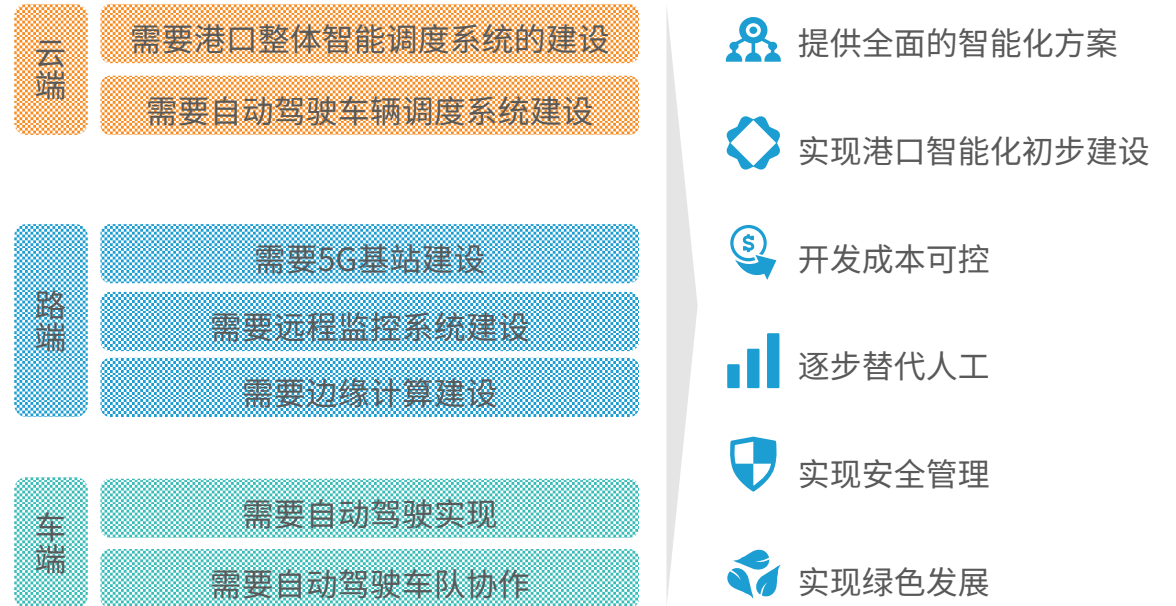 云端
需要港口整体智能调度系统的建设
需要自动驾驶车辆调度系统建设
路端
需要5G基站建设
需要远程监控系统建设
需要边缘计算建设
车端
需要自动驾驶实现
需要自动驾驶车队协作
提供全面的智能化方案
实现港口智能化初步建设
$
开发成本可控
逐步替代人工
实现安全管理
实现绿色发展